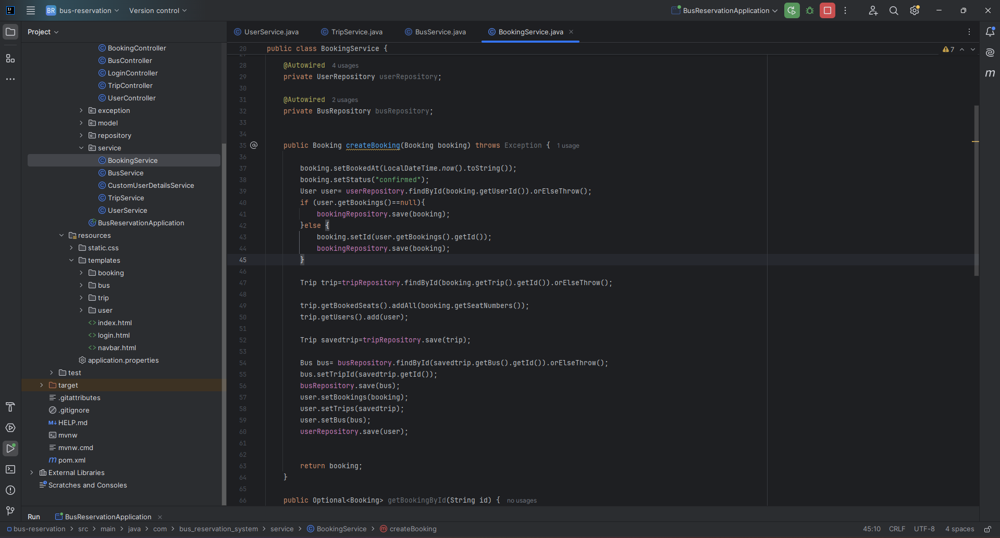 BR bus-reservation Version control BusReservationApplication
Project
UserService.java TripService.java BusService.java BookingService.java
BookingController
BusController
LoginController
TripController
UserController
exception
model
repository
service
BookingService
BusService
CustomUserDetailsService
TripService
UserService
BusReservationApplication
resources
static.css
templates
booking
bus
trip
user
index.html
login.html
navbar.html
application.properties
test
target
.gitattributes
.gitignore
M↓ HELP.md
mvnw
mvnw.cmd
m pom.xml
External Libraries
Scratches and Consoles
20 public class BookingService { 7
28 @Autowired 4 usages
29 private UserRepository userRepository;
30
31 @Autowired 2 usages
32 private BusRepository busRepository;
33
34
35 public Booking createBooking(Booking booking) throws Exception { 1 usage
36
37 booking.setBookedAt(LocalDateTime.now().toString());
38 booking.setStatus("confirmed");
39 User user= userRepository.findById(booking.getUserId()).orElseThrow();
40 if (user.getBookings()==null){
41 bookingRepository.save(booking);
42 }else {
43 booking.setId(user.getBookings().getId());
44 bookingRepository.save(booking);
45 }
46
47 Trip trip=tripRepository.findById(booking.getTrip().getId()).orElseThrow();
48
49 trip.getBookedSeats().addAll(booking.getSeatNumbers());
50 trip.getUsers().add(user);
51
52 Trip savedtrip=tripRepository.save(trip);
53
54 Bus bus= busRepository.findById(savedtrip.getBus().getId()).orElseThrow();
55 bus.setTripId(savedtrip.getId());
56 busRepository.save(bus);
57 user.setBookings(booking);
58 user.setTrips(savedtrip);
59 user.setBus(bus);
60 userRepository.save(user);
61
62
63 return booking;
64 }
65
66 public Optional<Booking> getBookingById(String id) { no usages
m
Run BusReservationApplication
bus-reservation > src > main > java > com > bus_reservation_system > service > BookingService > createBooking 45:10 CRLF UTF-8 4 spaces